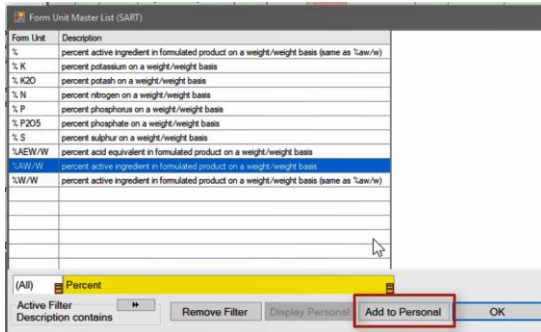 Form Unit Master List (SART)
Form Unit Description
% percent active ingredient in formulated product on a weight/weight basis (same as %aw/w)
% K percent potassium on a weight/weight basis
% K2O percent potash on a weight/weight basis
% N percent nitrogen on a weight/weight basis
% P percent phosphorus on a weight/weight basis
% P2O5 percent phosphate on a weight/weight basis
% S percent sulphur on a weight/weight basis
%AEW/W percent acid equivalent in formulated product on a weight/weight basis
%AW/W percent active ingredient in formulated product on a weight/weight basis
%W/W percent active ingredient in formulated product on a weight/weight basis (same as %aw/w)
(All) Percent
Active Filter
Description contains
Remove Filter Display Personal Add to Personal OK